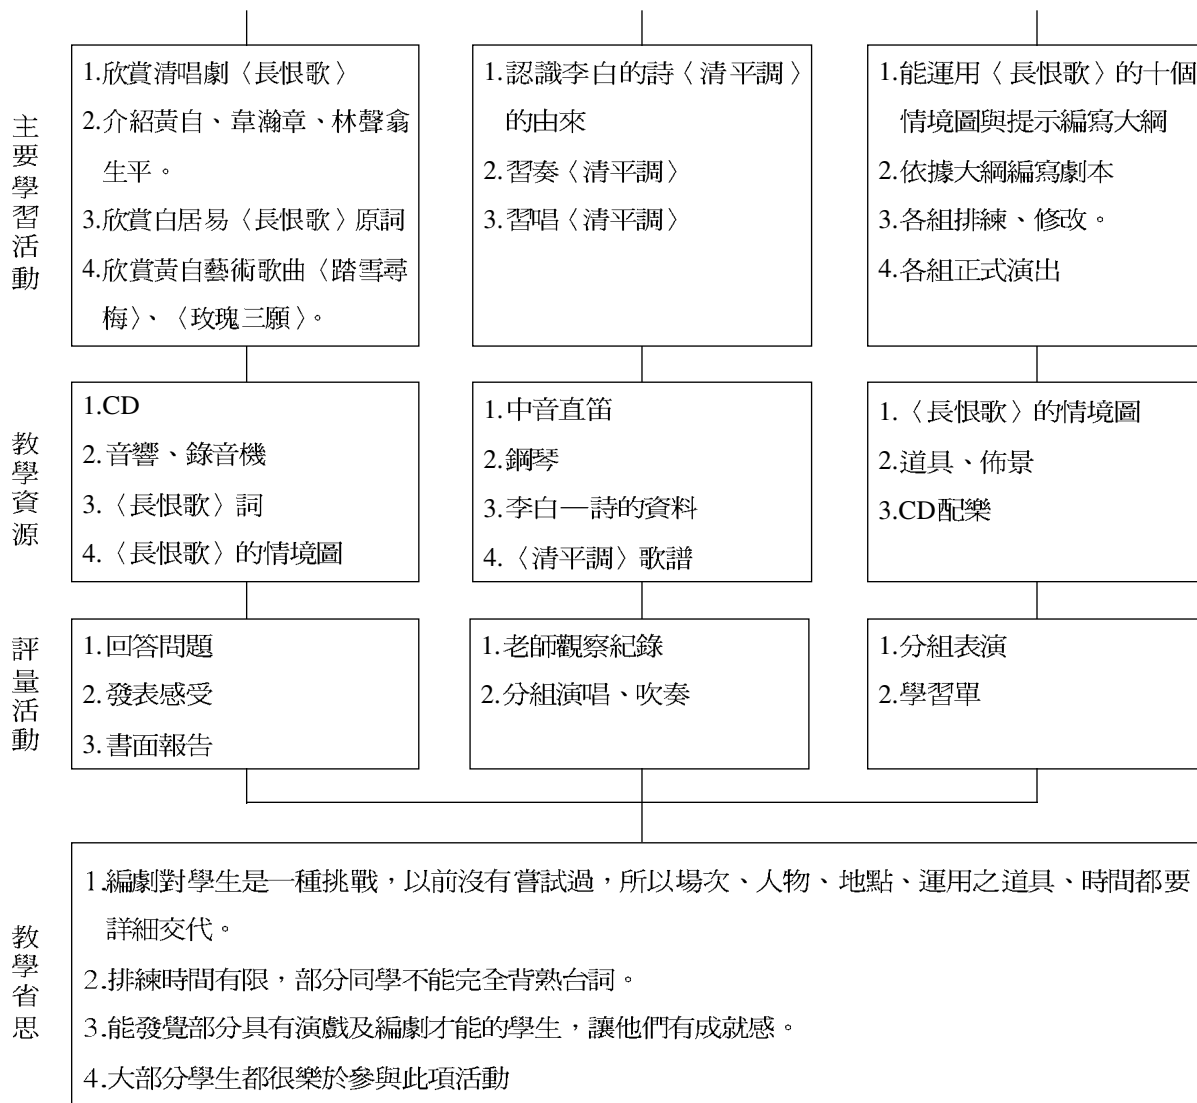 主要學習活動
1.欣賞清唱劇〈長恨歌〉
2.介紹黃自、韋瀚章、林聲翕
生平。
3.欣賞白居易〈長恨歌〉原詞
4.欣賞黃自藝術歌曲〈踏雪尋
梅〉、〈玫瑰三願〉。
1.認識李白的詩〈清平調〉
的由來
2.習奏〈清平調〉
3.習唱〈清平調〉
1.能運用〈長恨歌〉的十個
情境圖與提示編寫大綱
2.依據大綱編寫劇本
3.各組排練、修改。
4.各組正式演出
教學資源
1.CD
2.音響、錄音機
3.〈長恨歌〉詞
4.〈長恨歌〉的情境圖
1.中音直笛
2.鋼琴
3.李白—詩的資料
4.〈清平調〉歌譜
1.〈長恨歌〉的情境圖
2.道具、佈景
3.CD配樂
評量活動
1.回答問題
2.發表感受
3.書面報告
1.老師觀察紀錄
2.分組演唱、吹奏
1.分組表演
2.學習單
教學省思
1.編劇對學生是一種挑戰，以前沒有嘗試過，所以場次、人物、地點、運用之道具、時間都要
詳細交代。
2.排練時間有限，部分同學不能完全背熟台詞。
3.能發覺部分具有演戲及編劇才能的學生，讓他們有成就感。
4.大部分學生都很樂於參與此項活動